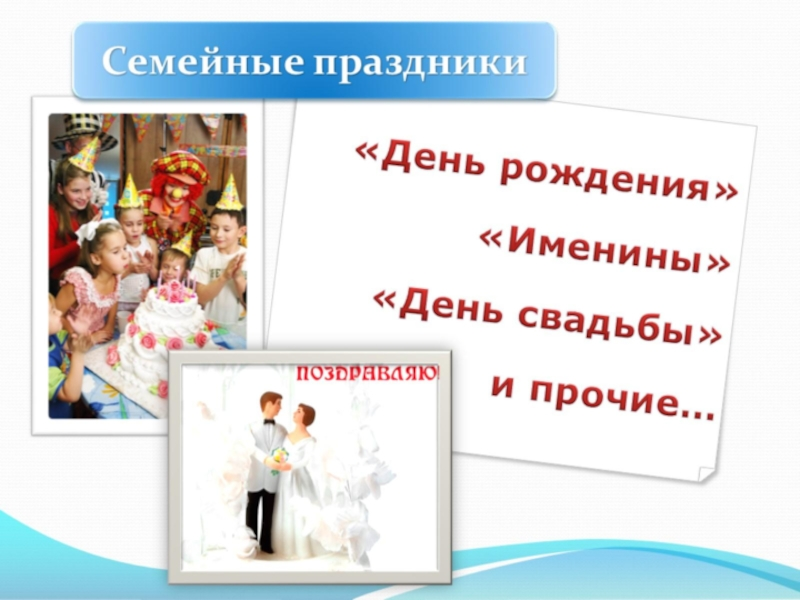 Семейные праздники
«День рождения»
«Именины»
«День свадьбы»
и прочие...
ПОЗДРАВЛЯЮ